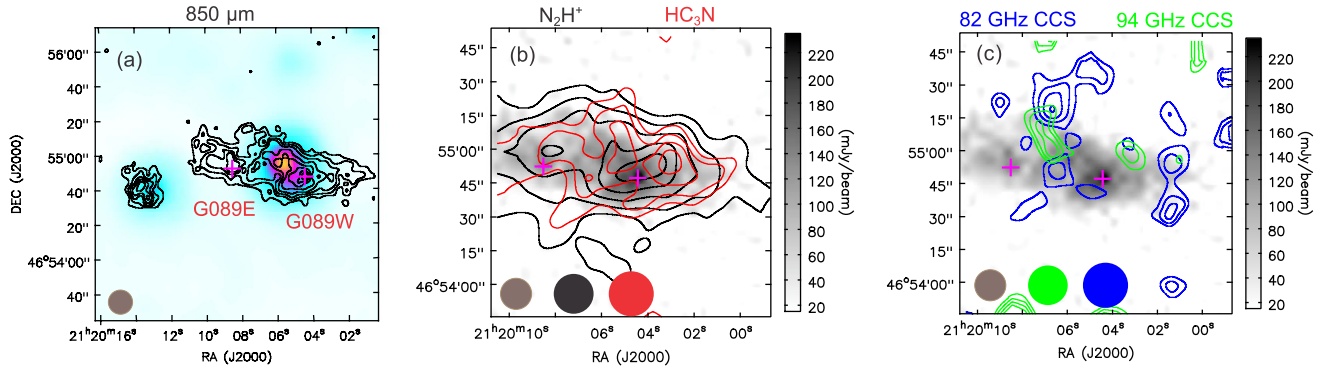 850 μm
(a)
56'00"
40"
20"
55'00"
40"
20"
46°54'00"
40"
DEC (J2000)
G089E
G089W
21ʰ20ᵐ16ˢ
12ˢ
10ˢ
08ˢ
06ˢ
04ˢ
02ˢ
RA (J2000)
N₂H⁺
HC₃N
(b)
45"
30"
15"
55'00"
45"
30"
15"
46°54'00"
21ʰ20ᵐ10ˢ
06ˢ
04ˢ
00ˢ
RA (J2000)
220
200
180
160
140
120
100
80
60
40
20
(mJy/beam)
82 GHz CCS
94 GHz CCS
(c)
45"
30"
15"
55'00"
45"
30"
15"
46°54'00"
21ʰ20ᵐ10ˢ
06ˢ
04ˢ
00ˢ
RA (J2000)
220
200
180
160
140
120
100
80
60
40
20
(mJy/beam)